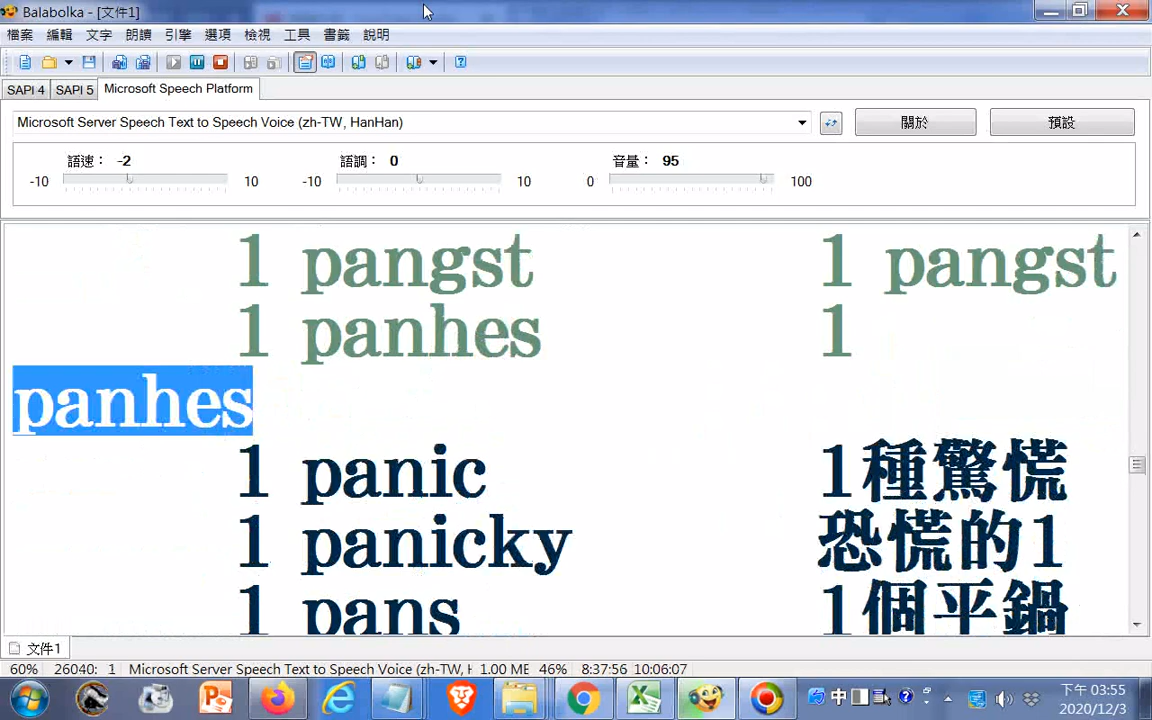 Balabolka - [文件1]
檔案 編輯 文字 朗讀 引擎 選項 檢視 工具 書籤 說明
SAPI 4 SAPI 5 Microsoft Speech Platform
Microsoft Server Speech Text to Speech Voice (zh-TW, HanHan) 關於 預設
語速： -2 語調： 0 音量： 95
-10 10 -10 10 0 100
1 pangst 1 pangst
1 panhes 1
panhes
1 panic 1種驚慌
1 panicky 恐慌的1
1 pans 1個平鍋
文件1
60% 26040: 1 Microsoft Server Speech Text to Speech Voice (zh-TW, 1.00 ME 46% 8:37:56 10:06:07
中 下午 03:55
2020/12/3